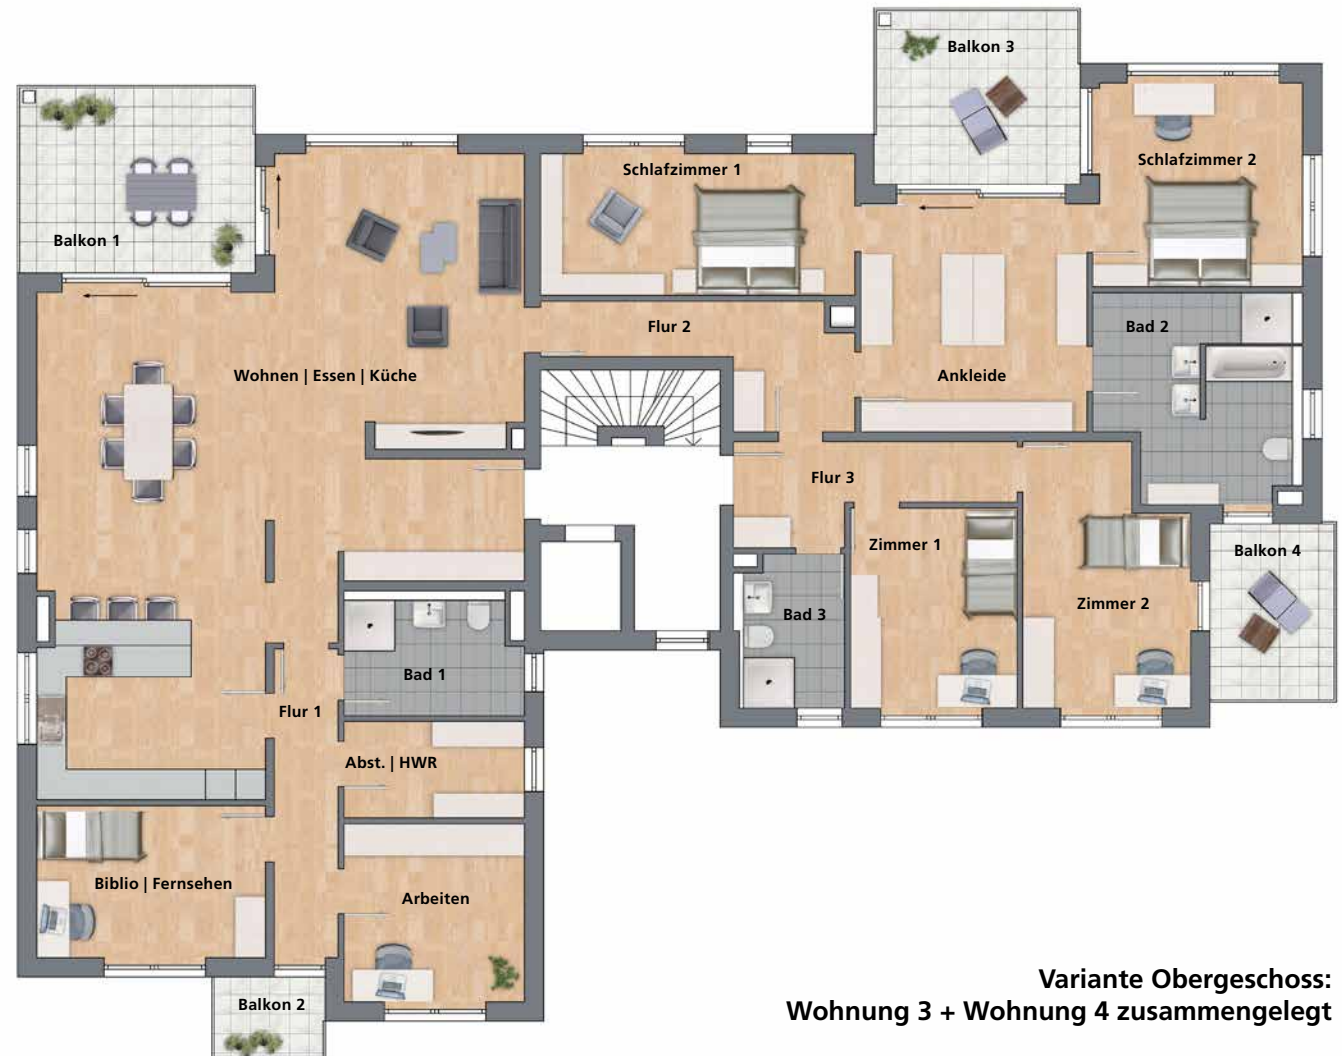 Balkon 3
Schlafzimmer 2
Schlafzimmer 1
Balkon 1
Flur 2
Bad 2
Wohnen | Essen | Küche
Ankleide
Flur 3
Zimmer 1
Balkon 4
Zimmer 2
Bad 3
Bad 1
Flur 1
Abst. | HWR
Biblio | Fernsehen
Arbeiten
Balkon 2
Variante Obergeschoss:
Wohnung 3 + Wohnung 4 zusammengelegt